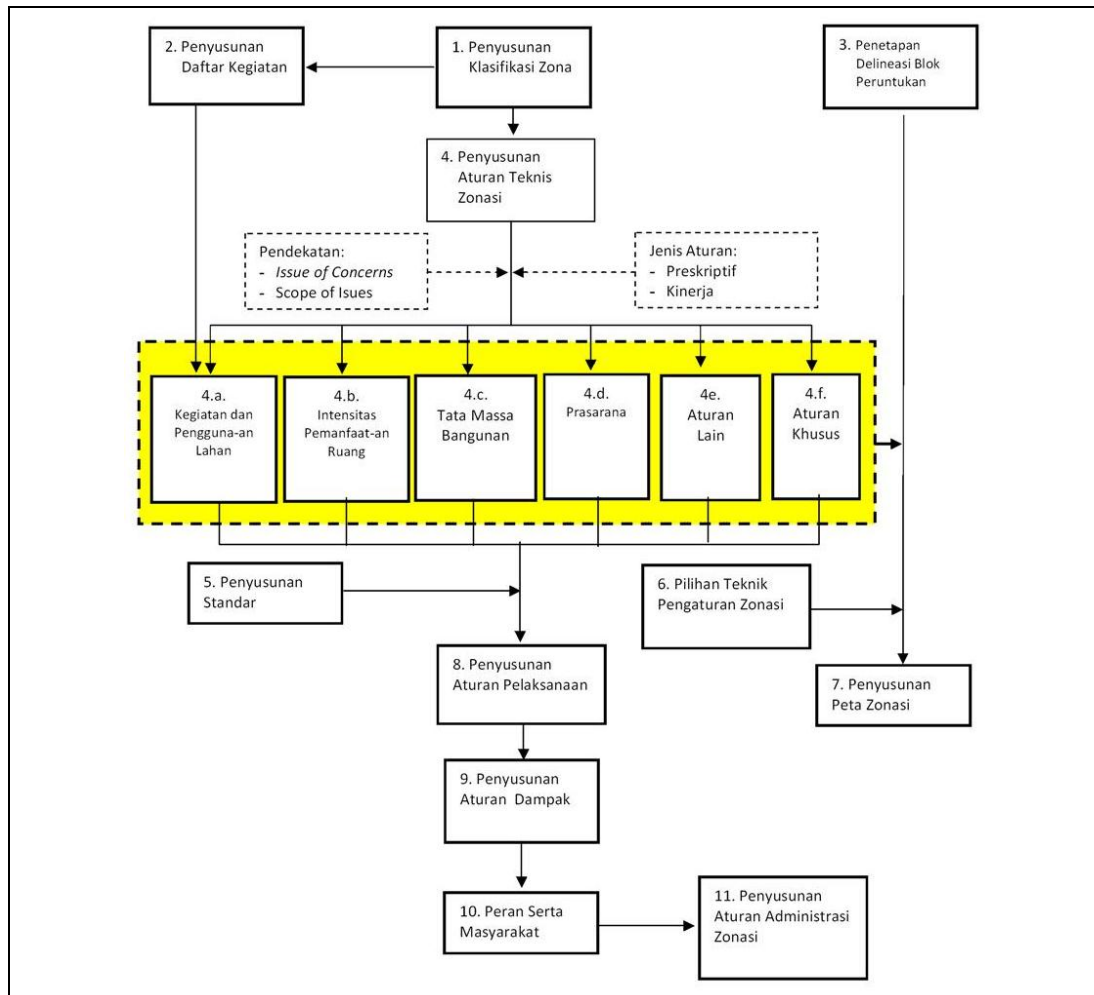 2. Penyusunan
Daftar Kegiatan
1. Penyusunan
Klasifikasi Zona
3. Penetapan
Delineasi Blok
Peruntukan
4. Penyusunan
Aturan Teknis
Zonasi
Pendekatan:
- Issue of Concerns
- Scope of Isues
Jenis Aturan:
- Preskriptif
- Kinerja
4.a.
Kegiatan dan
Pengguna-an
Lahan
4.b.
Intensitas
Pemanfaat-an
Ruang
4.c.
Tata Massa
Bangunan
4.d.
Prasarana
4e.
Aturan
Lain
4.f.
Aturan
Khusus
5. Penyusunan
Standar
6. Pilihan Teknik
Pengaturan Zonasi
8. Penyusunan
Aturan Pelaksanaan
7. Penyusunan
Peta Zonasi
9. Penyusunan
Aturan Dampak
10. Peran Serta
Masyarakat
11. Penyusunan
Aturan Administrasi
Zonasi